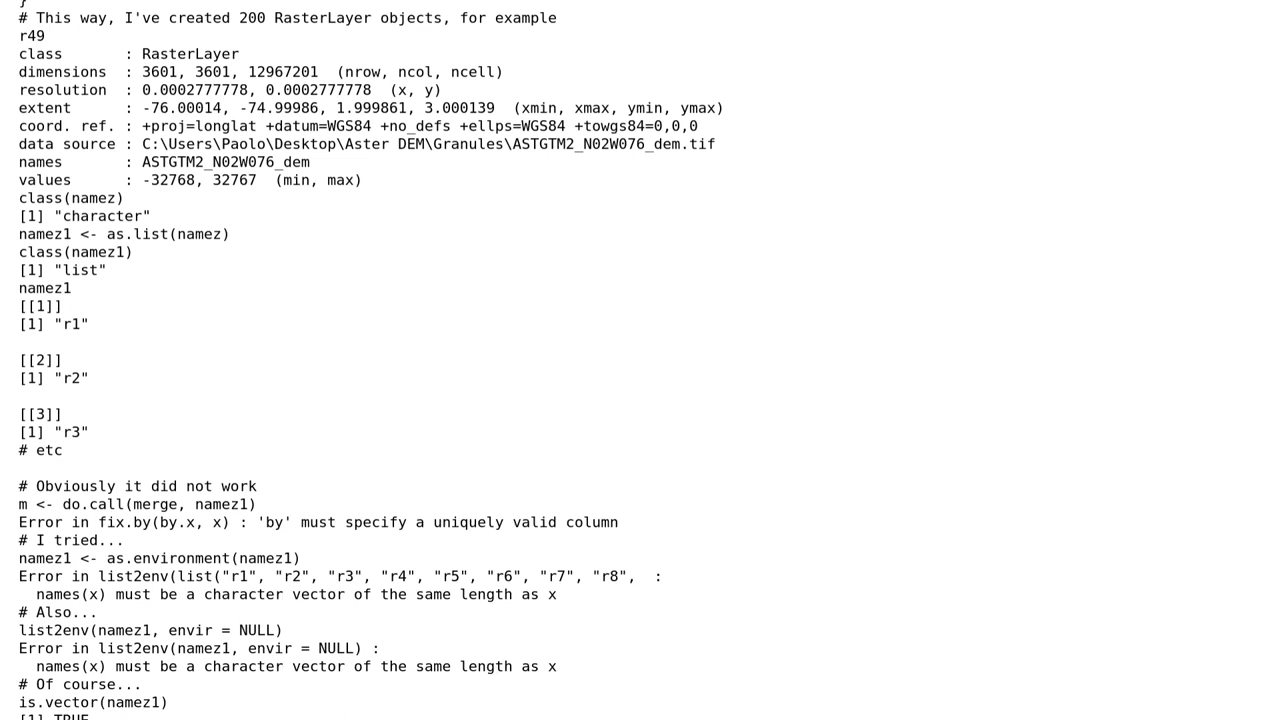 }
# This way, I've created 200 RasterLayer objects, for example
r49
class       : RasterLayer
dimensions  : 3601, 3601, 12967201  (nrow, ncol, ncell)
resolution  : 0.0002777778, 0.0002777778  (x, y)
extent      : -76.00014, -74.99986, 1.999861, 3.000139  (xmin, xmax, ymin, ymax)
coord. ref. : +proj=longlat +datum=WGS84 +no_defs +ellps=WGS84 +towgs84=0,0,0
data source : C:\Users\Paolo\Desktop\Aster DEM\Granules\ASTGTM2_N02W076_dem.tif
names       : ASTGTM2_N02W076_dem
values      : -32768, 32767  (min, max)
class(namez)
[1] "character"
namez1 <- as.list(namez)
class(namez1)
[1] "list"
namez1
[[1]]
[1] "r1"

[[2]]
[1] "r2"

[[3]]
[1] "r3"
# etc

# Obviously it did not work
m <- do.call(merge, namez1)
Error in fix.by(by.x, x) : 'by' must specify a uniquely valid column
# I tried...
namez1 <- as.environment(namez1)
Error in list2env(list("r1", "r2", "r3", "r4", "r5", "r6", "r7", "r8",  :
  names(x) must be a character vector of the same length as x
# Also...
list2env(namez1, envir = NULL)
Error in list2env(namez1, envir = NULL) :
  names(x) must be a character vector of the same length as x
# Of course...
is.vector(namez1)
[1] TRUE